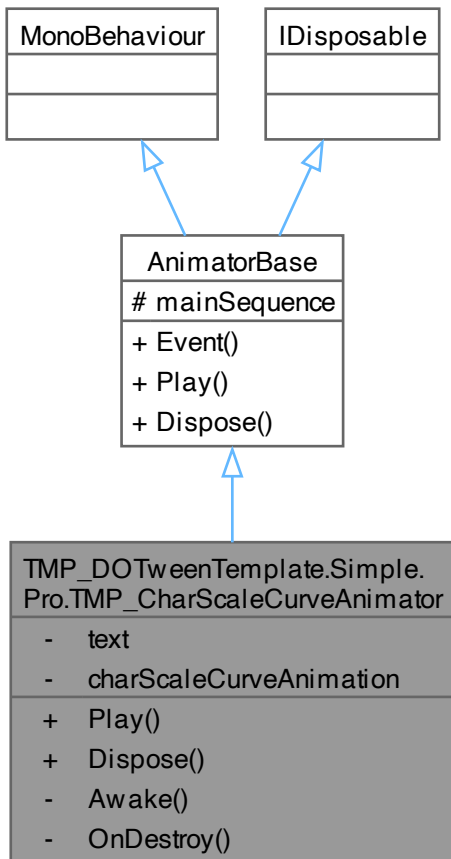 MonoBehaviour
IDisposable
AnimatorBase
# mainSequence
+ Event()
+ Play()
+ Dispose()
TMP_DOTweenTemplate.Simple.
Pro.TMP_CharScaleCurveAnimator
- text
- charScaleCurveAnimation
+ Play()
+ Dispose()
- Awake()
- OnDestroy()